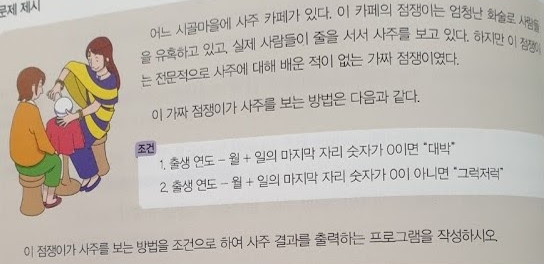 문제 제시
어느 시골마을에 사주 카페가 있다. 이 카페의 점쟁이는 엄청난 화술로 사람들
을 유혹하고 있고, 실제 사람들이 줄을 서서 사주를 보고 있다. 하지만 이 점쟁이
는 전문적으로 사주에 대해 배운 적이 없는 가짜 점쟁이였다.
이 가짜 점쟁이가 사주를 보는 방법은 다음과 같다.
조건
1. 출생 연도 - 월 + 일의 마지막 자리 숫자가 0이면 "대박"
2. 출생 연도 - 월 + 일의 마지막 자리 숫자가 0이 아니면 "그럭저럭"
이 점쟁이가 사주를 보는 방법을 조건으로 하여 사주 결과를 출력하는 프로그램을 작성하시오.